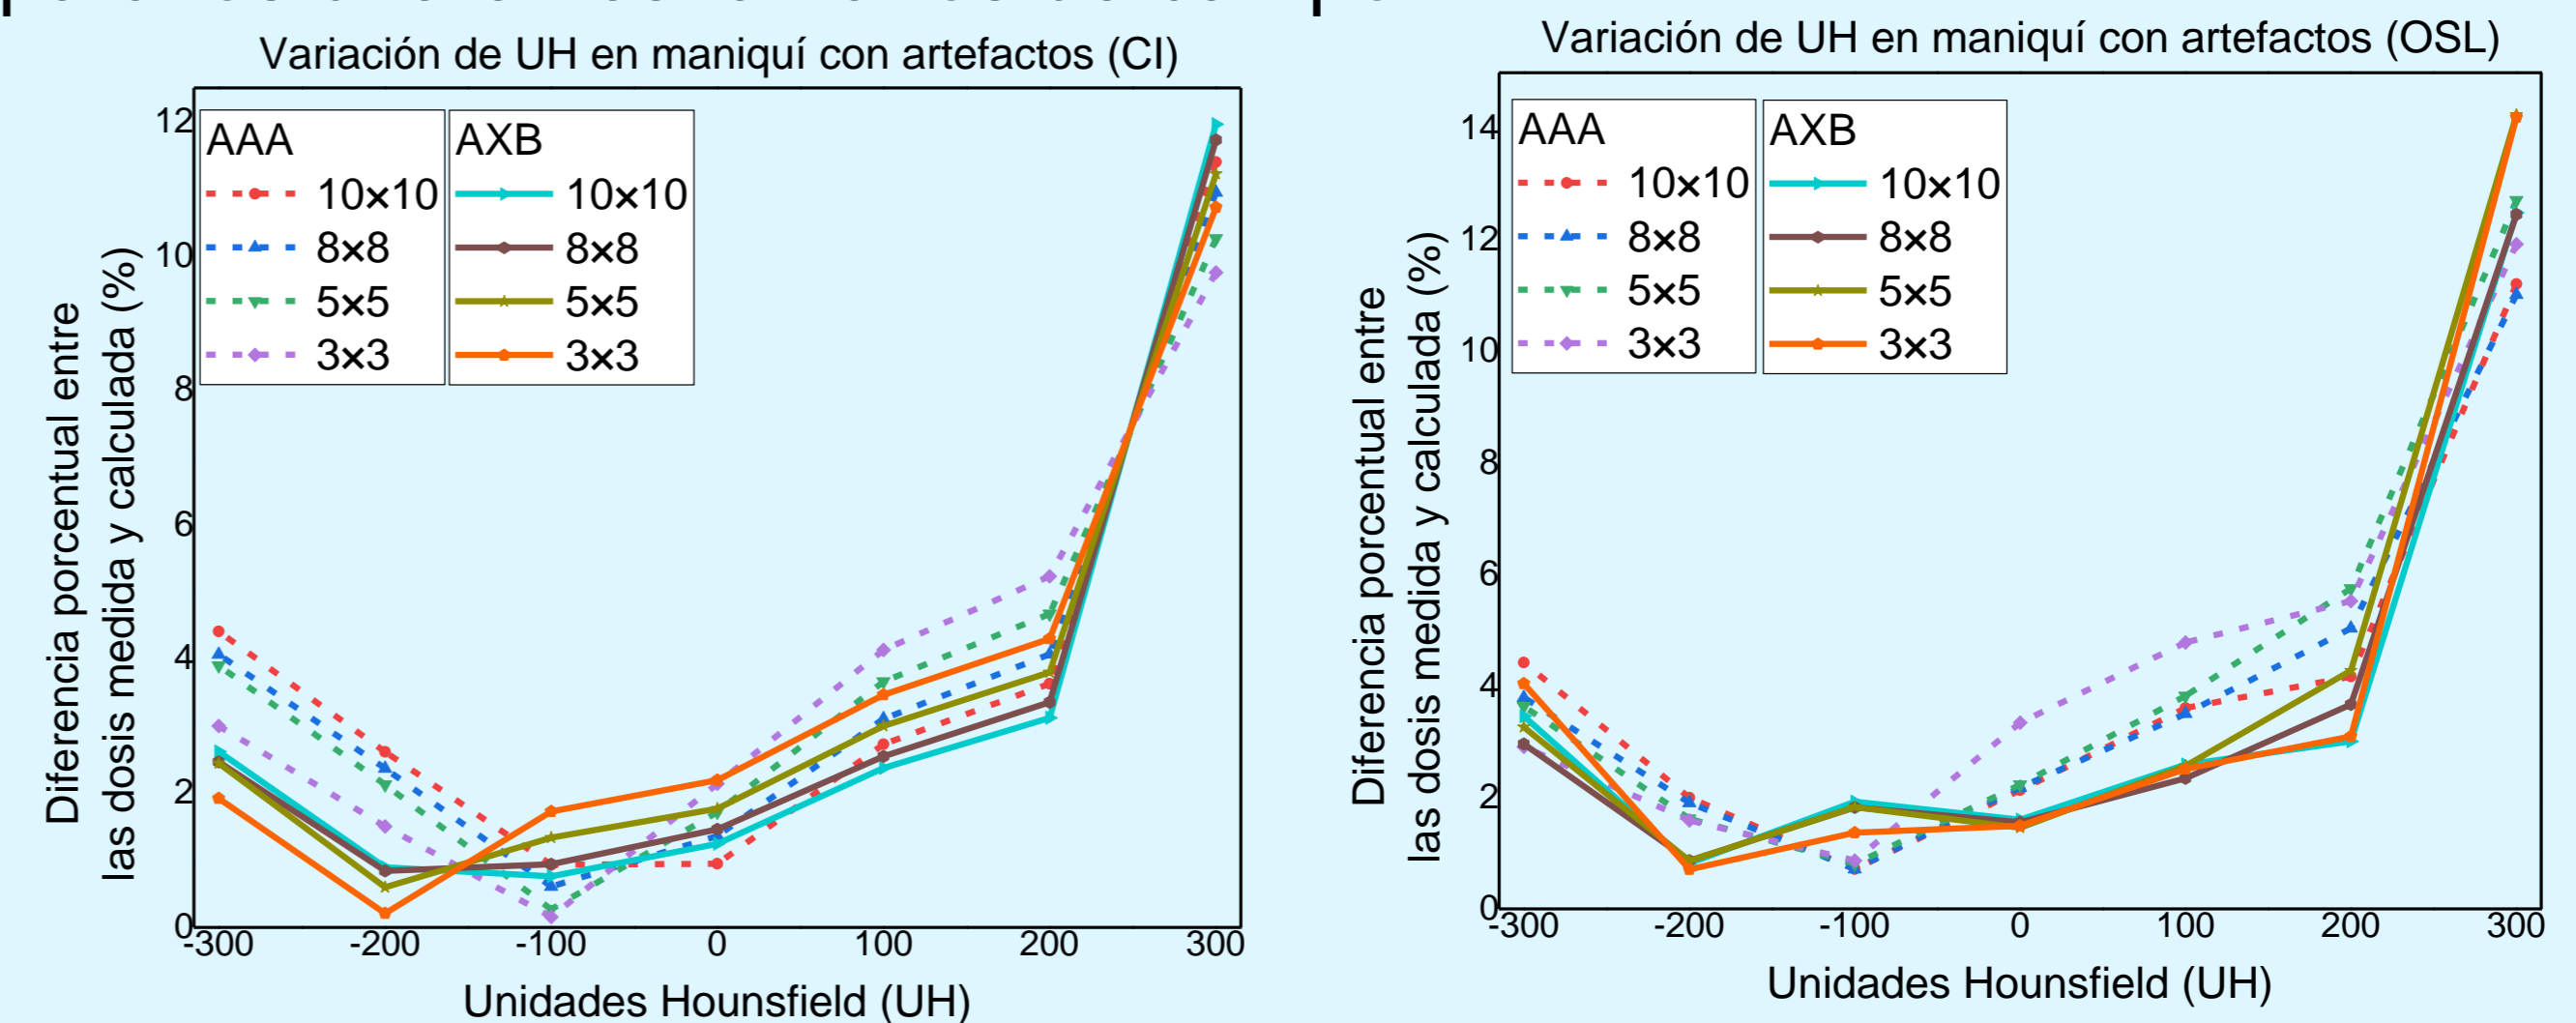 Variación de UH en maniquí con artefactos (CI)
Diferencia porcentual entre
las dosis medida y calculada (%)
12
10
8
6
4
2
0
AAA
10×10
8×8
5×5
3×3
AXB
10×10
8×8
5×5
3×3
-300 -200 -100 0 100 200 300
Unidades Hounsfield (UH)
Variación de UH en maniquí con artefactos (OSL)
Diferencia porcentual entre
las dosis medida y calculada (%)
14
12
10
8
6
4
2
0
AAA
10×10
8×8
5×5
3×3
AXB
10×10
8×8
5×5
3×3
-300 -200 -100 0 100 200 300
Unidades Hounsfield (UH)